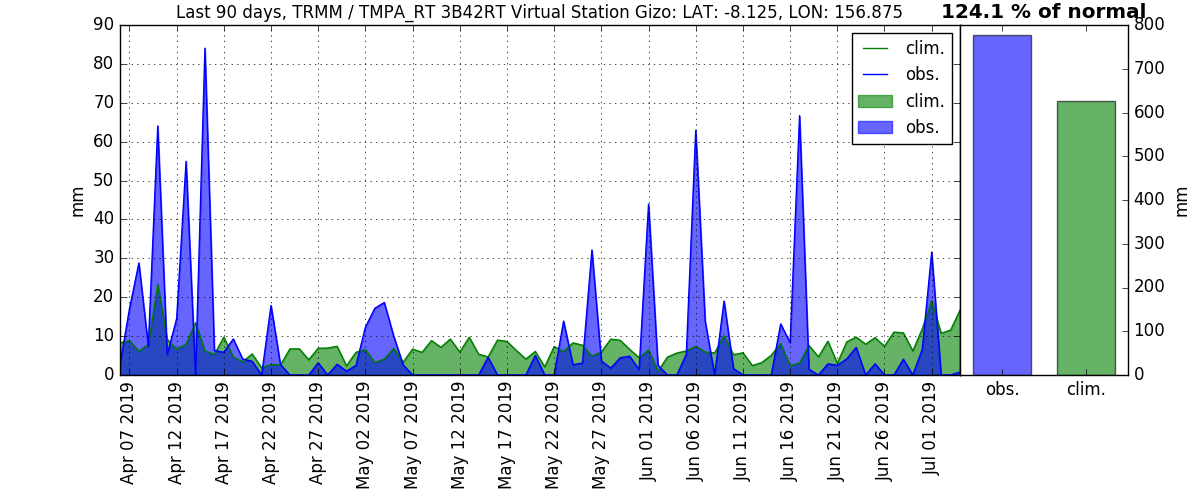 Last 90 days, TRMM / TMPA_RT 3B42RT Virtual Station Gizo: LAT: -8.125, LON: 156.875
124.1 % of normal
90
80
70
60
50
40
30
20
10
0
mm
clim.
obs.
clim.
obs.
Apr 07 2019
Apr 12 2019
Apr 17 2019
Apr 22 2019
Apr 27 2019
May 02 2019
May 07 2019
May 12 2019
May 17 2019
May 22 2019
May 27 2019
Jun 01 2019
Jun 06 2019
Jun 11 2019
Jun 16 2019
Jun 21 2019
Jun 26 2019
Jul 01 2019
800
700
600
500
400
300
200
100
0
mm
obs.
clim.